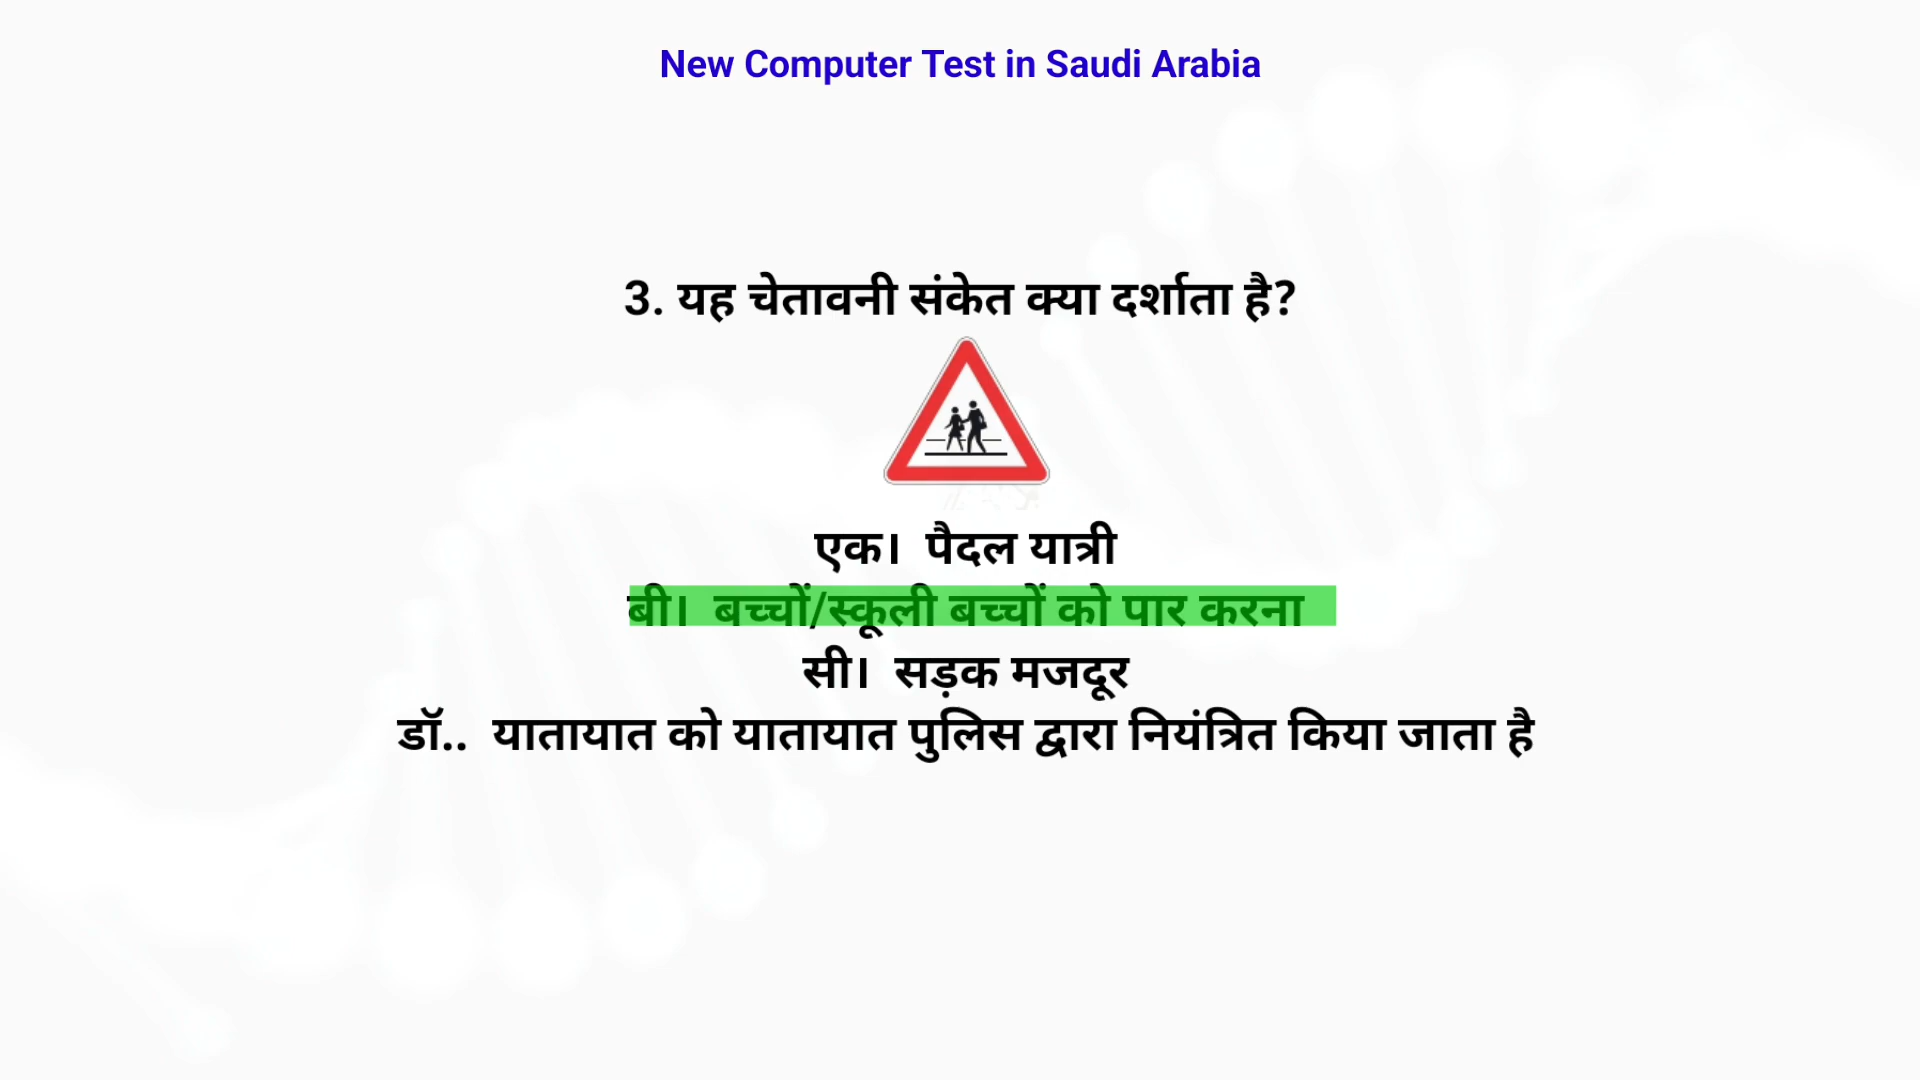 New Computer Test in Saudi Arabia
3. यह चेतावनी संकेत क्या दर्शाता है?
एक।  पैदल यात्री
बी।  बच्चों/स्कूली बच्चों को पार करना
सी।  सड़क मजदूर
डॉ..  यातायात को यातायात पुलिस द्वारा नियंत्रित किया जाता है